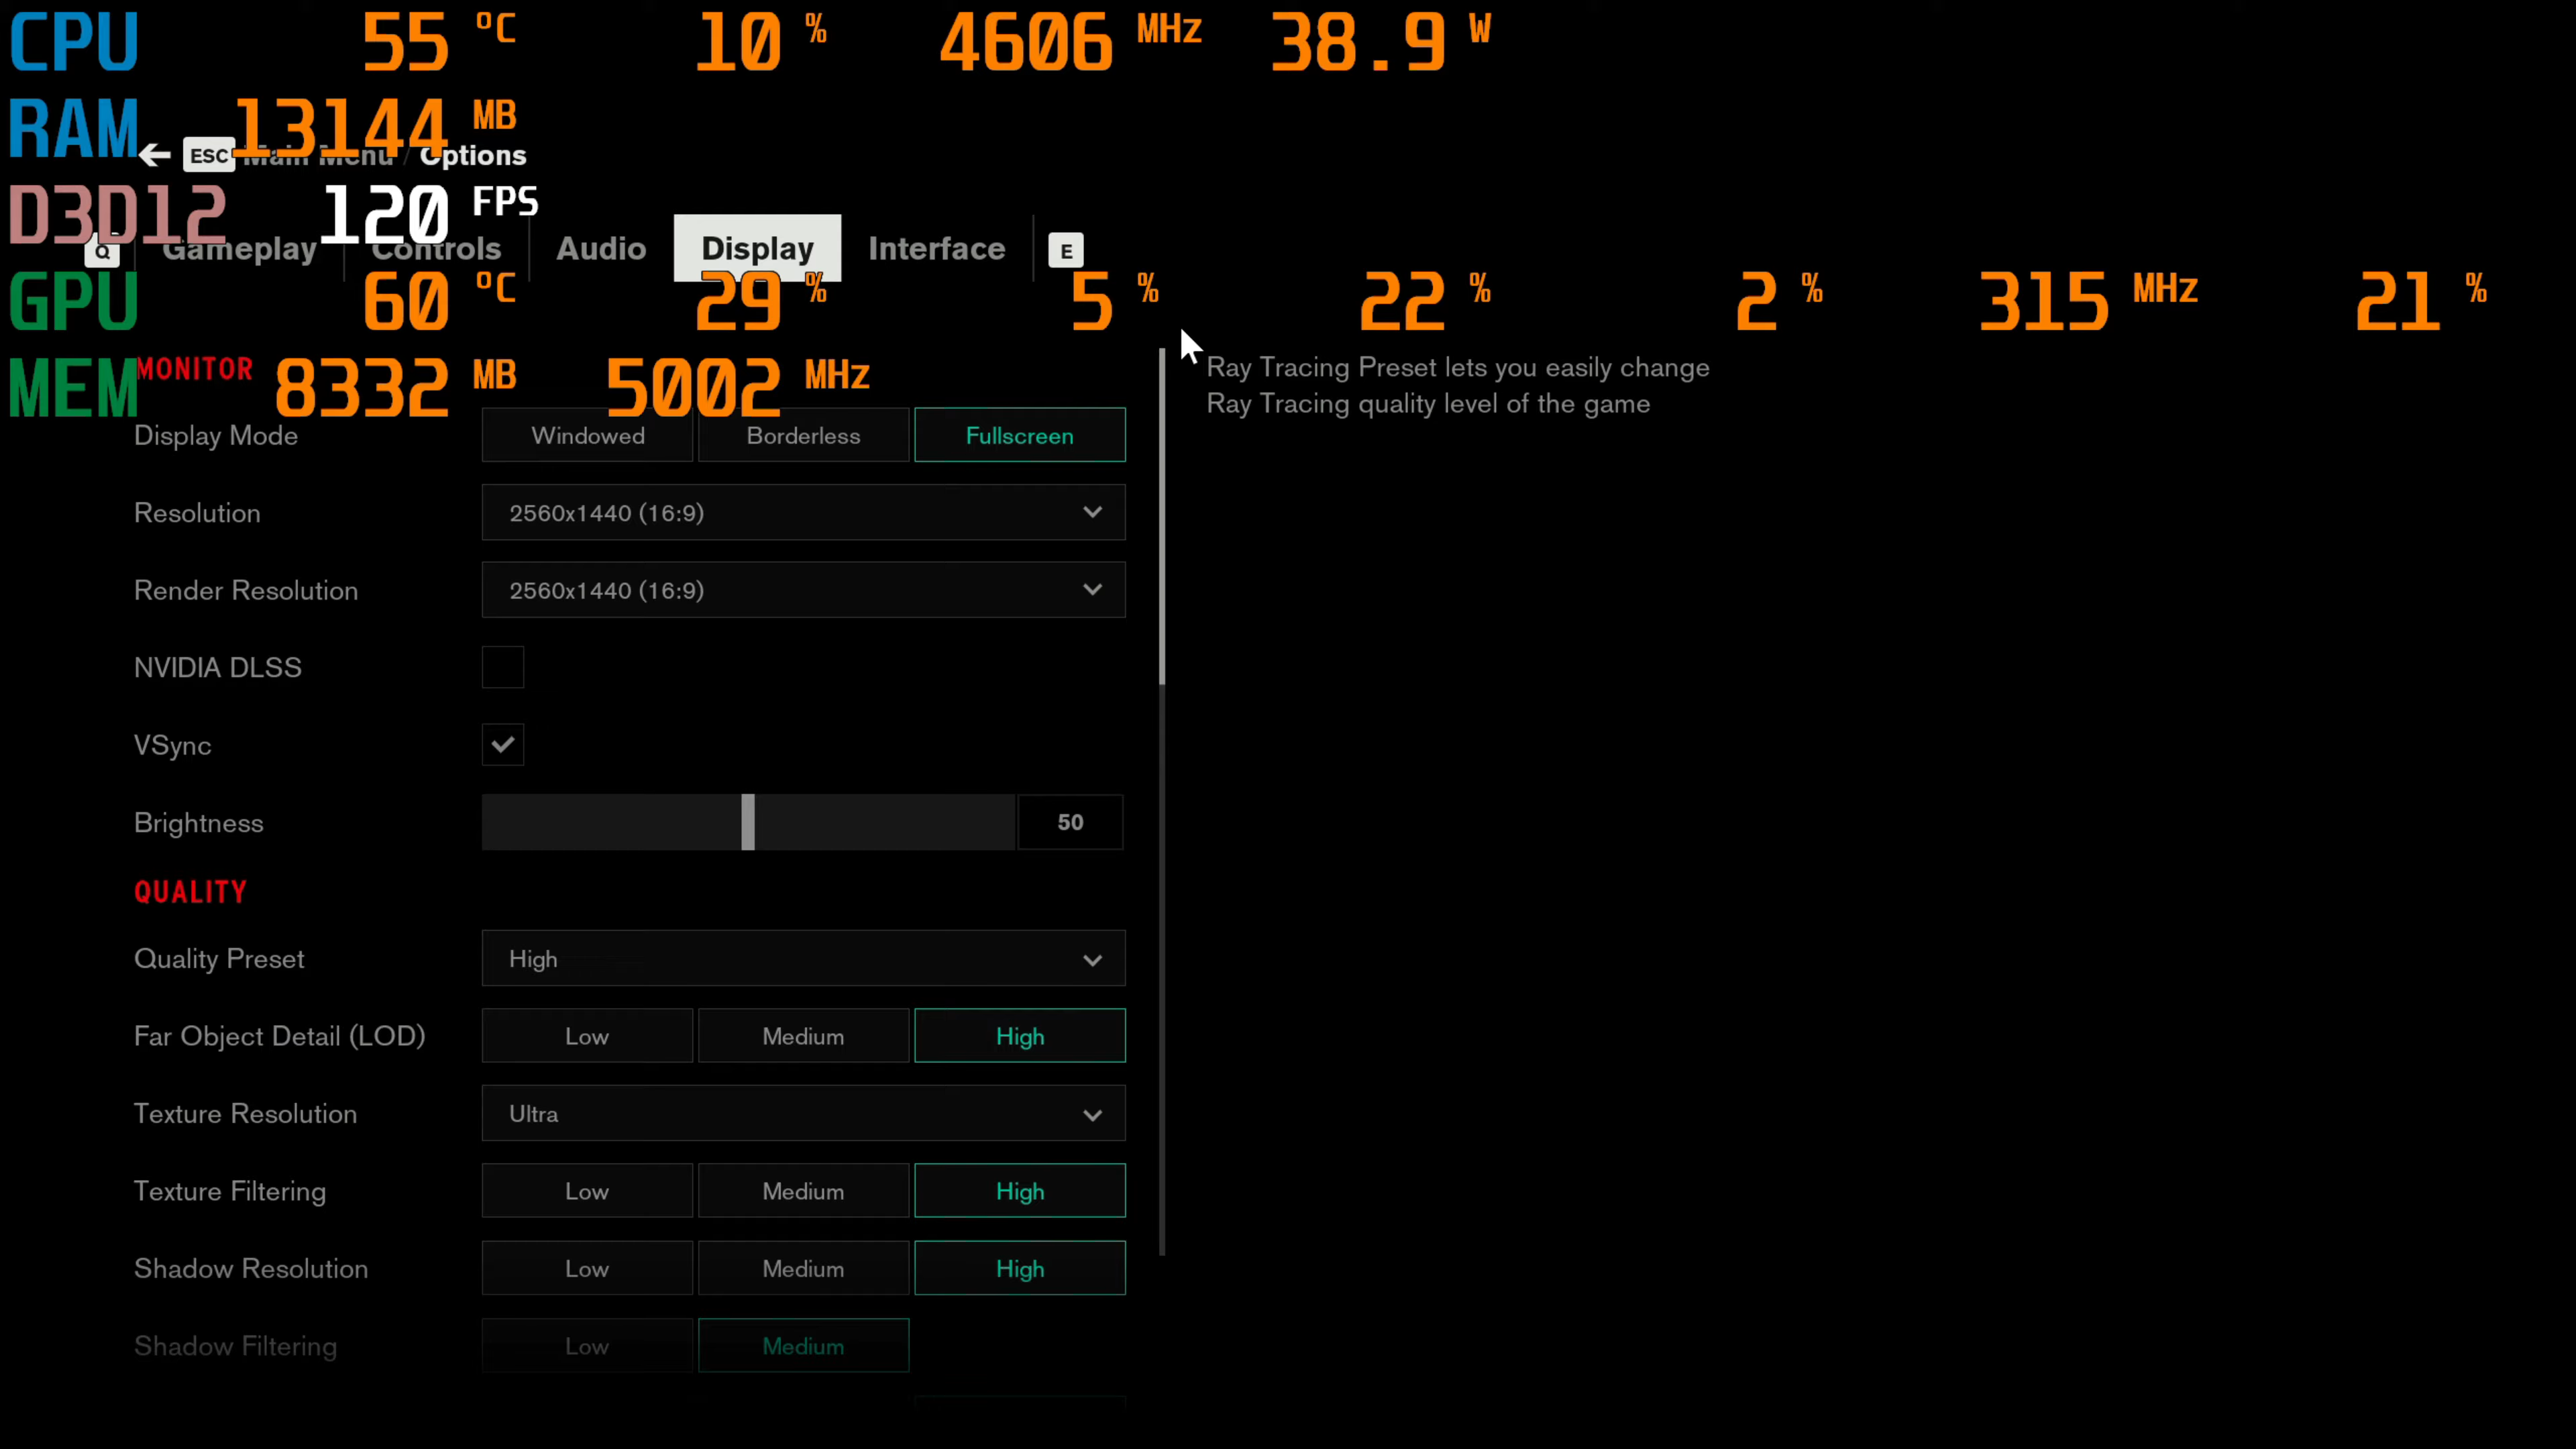 CPU 55 °C 10 % 4606 MHz 38.9 W
RAM 13144 MB
ESC Main Menu / Options
D3D12 120 FPS
Q Gameplay Controls Audio Display Interface E
GPU 60 °C 29 % 5 % 22 % 2 % 315 MHz 21 %
MEM 8332 MB 5002 MHz
MONITOR
Ray Tracing Preset lets you easily change
Ray Tracing quality level of the game
Display Mode Windowed Borderless Fullscreen
Resolution 2560x1440 (16:9)
Render Resolution 2560x1440 (16:9)
NVIDIA DLSS
VSync
Brightness 50
QUALITY
Quality Preset High
Far Object Detail (LOD) Low Medium High
Texture Resolution Ultra
Texture Filtering Low Medium High
Shadow Resolution Low Medium High
Shadow Filtering Low Medium